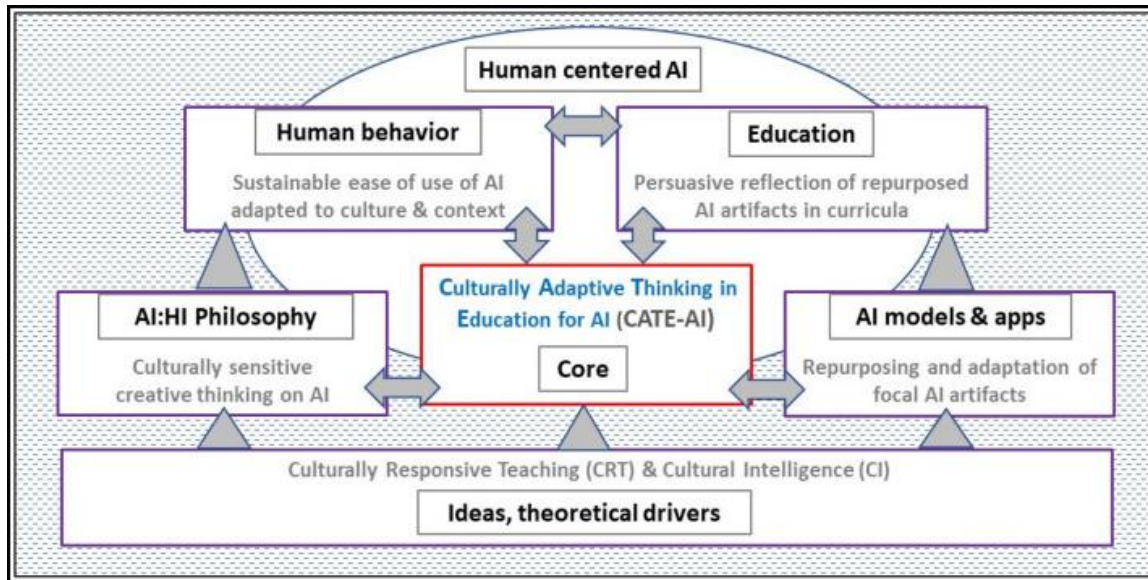 Human centered AI
Human behavior
Sustainable ease of use of AI
adapted to culture & context
Education
Persuasive reflection of repurposed
AI artifacts in curricula
AI:HI Philosophy
Culturally sensitive
creative thinking on AI
Culturally Adaptive Thinking in
Education for AI (CATE-AI)
Core
AI models & apps
Repurposing and adaptation of
focal AI artifacts
Culturally Responsive Teaching (CRT) & Cultural Intelligence (CI)
Ideas, theoretical drivers